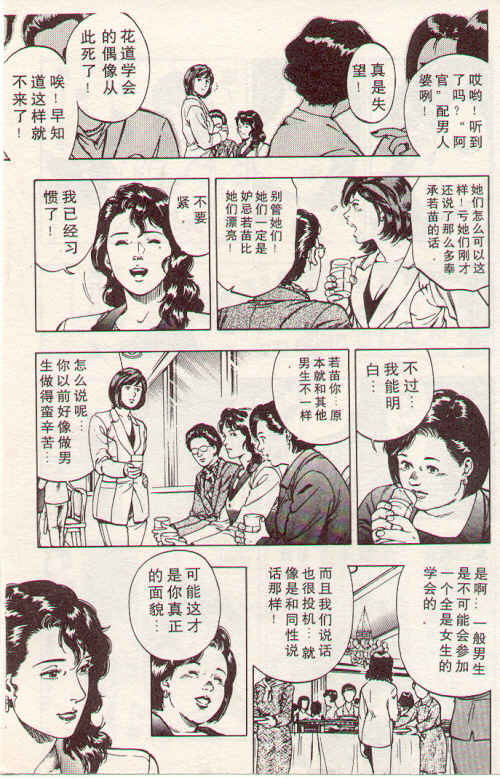 哎哟！听到
了吗？“阿
官”配男人
婆咧！
真是失
望！
花道学会
的偶像从
此死了！
唉！早知
道这样就
不来了！
她们怎么可以这
样！亏她们刚才
还说了那么多奉
承若苗的话．
别管她们！
她们一定是
妒忌若苗比
她们漂亮！
不要
紧．
我已经习
惯了！
不过…
我能明
白…
若苗你…原
本就和其他
男生不一样
怎么说呢…
你以前好像做男
生做得蛮辛苦…
是啊…一般男生
是不可能会参加
一个全是女生的
学会的．
而且我们说话
也很投机…就
像是和同性说
话那样！
可能这才
是你真正
的面貌…